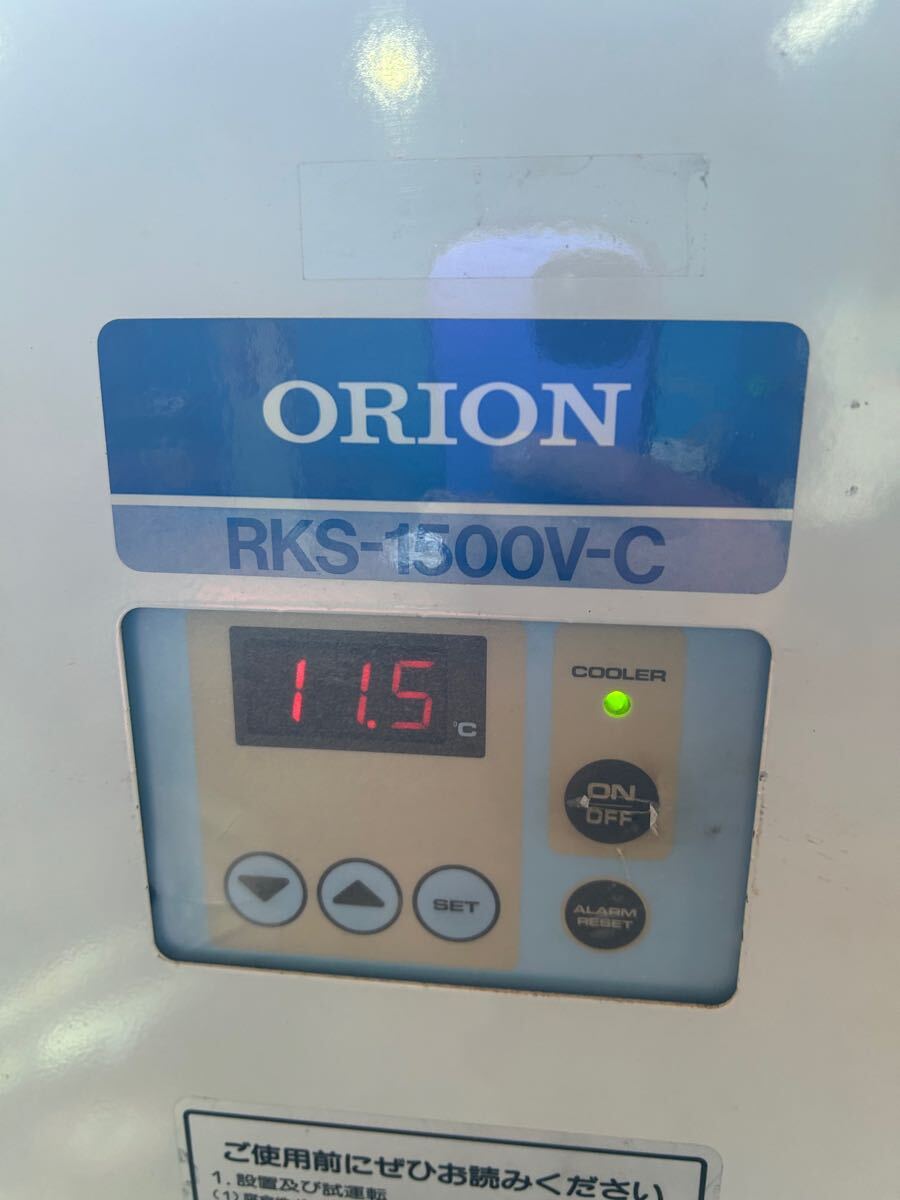 ORION
RKS-1500V-C
11.5 °C
COOLER
ON
OFF
SET
ALARM
RESET
ご使用前にぜひお読みください
1. 設置及び試運転
(1)